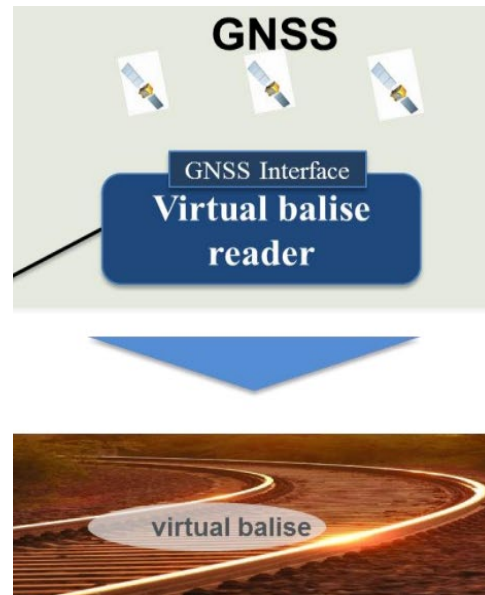 GNSS
GNSS Interface
Virtual balise
reader
virtual balise